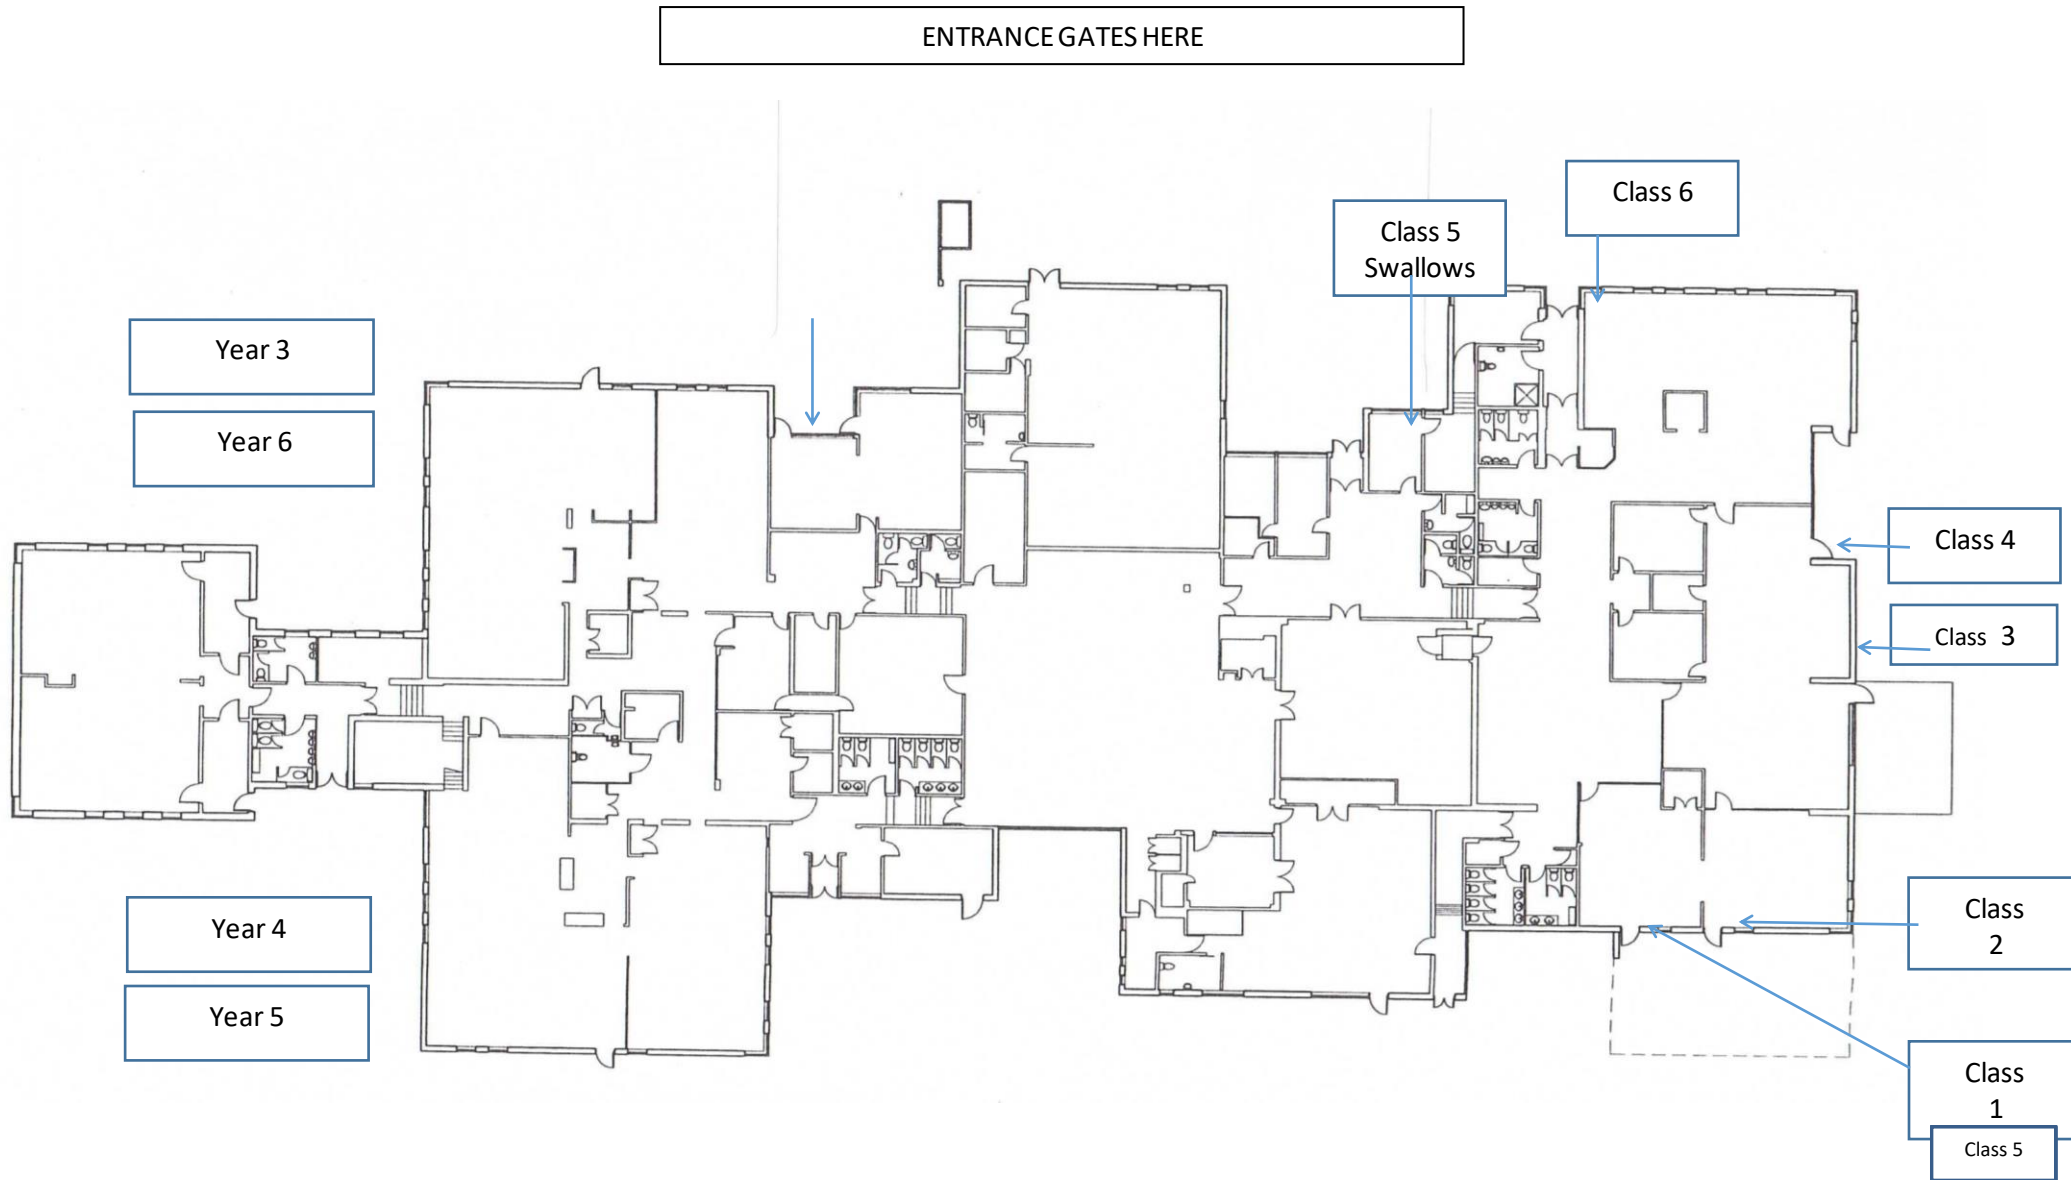 ENTRANCE GATES HERE
Class 6
Class 5
Swallows
Year 3
Year 6
Class 4
Class 3
Year 4
Class
2
Year 5
Class
1
Class 5